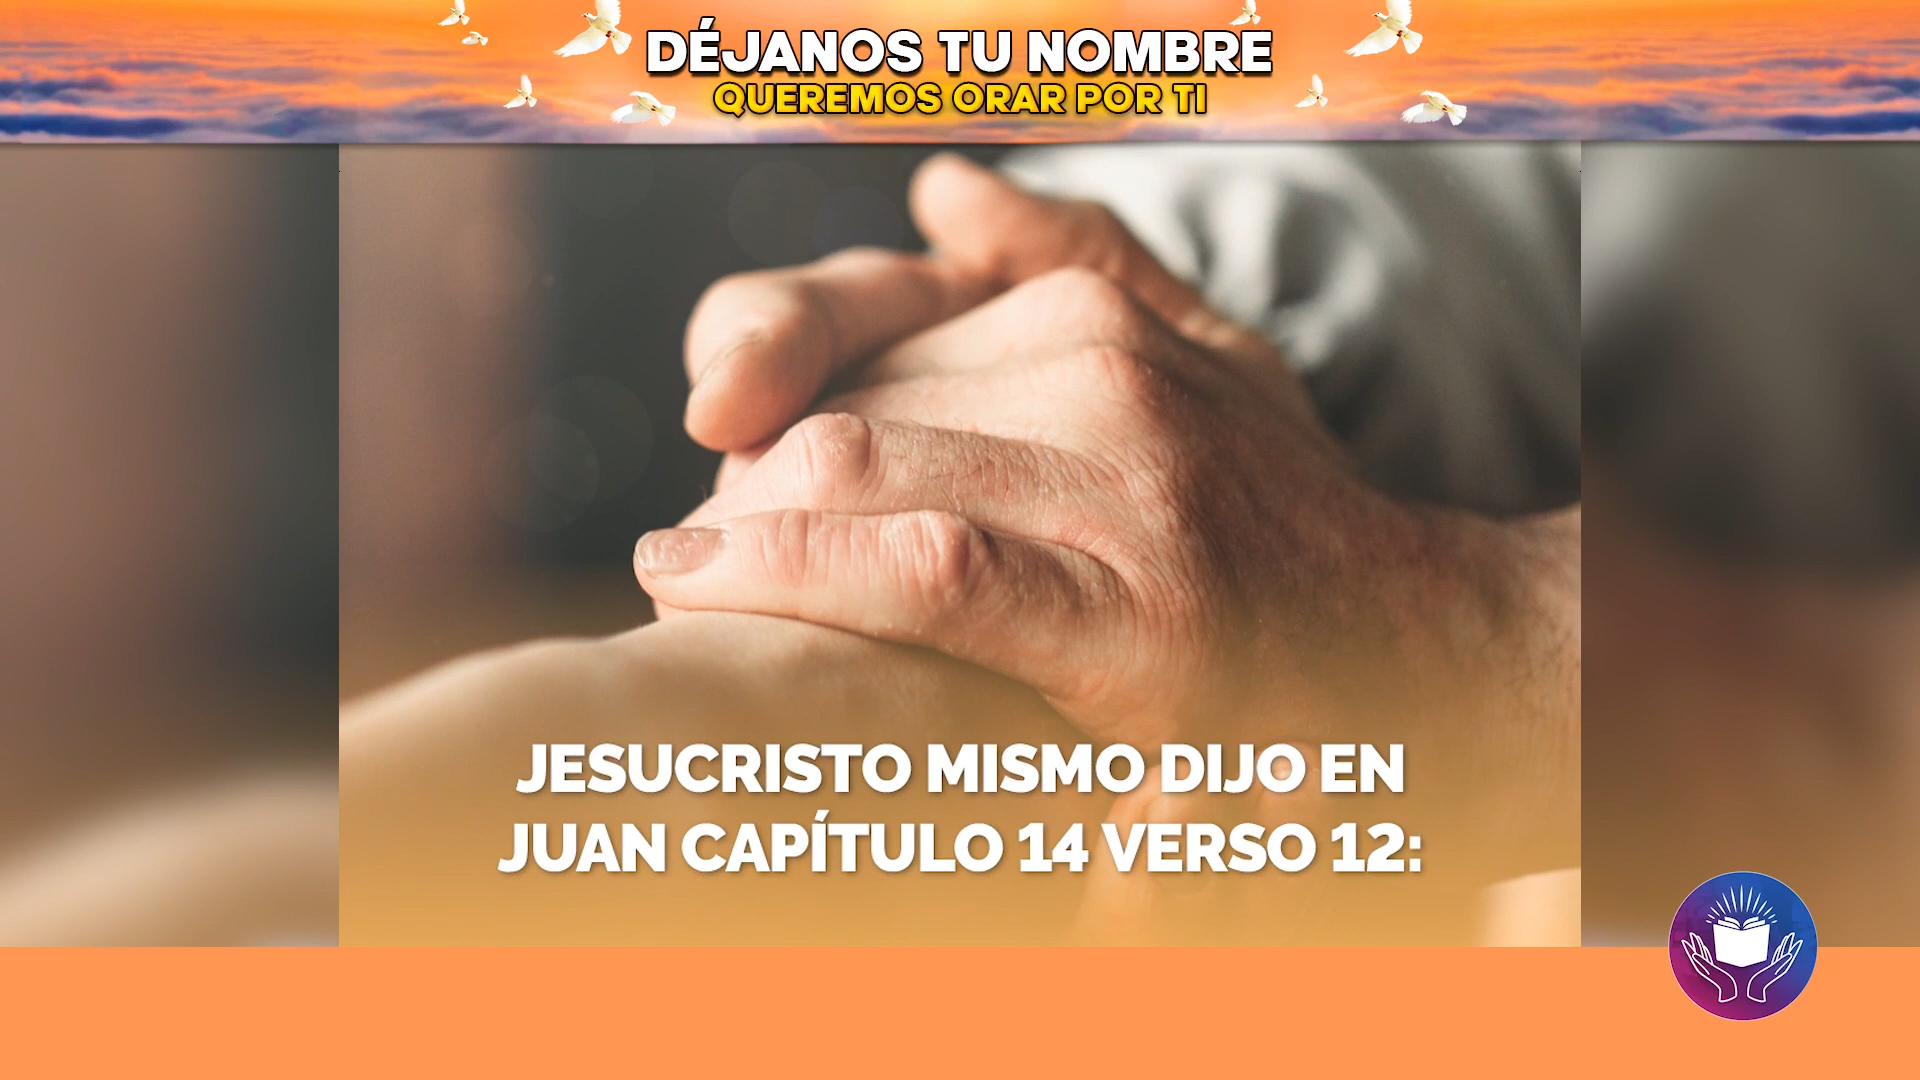 DÉJANOS TU NOMBRE
QUEREMOS ORAR POR TI
JESUCRISTO MISMO DIJO EN
JUAN CAPÍTULO 14 VERSO 12: